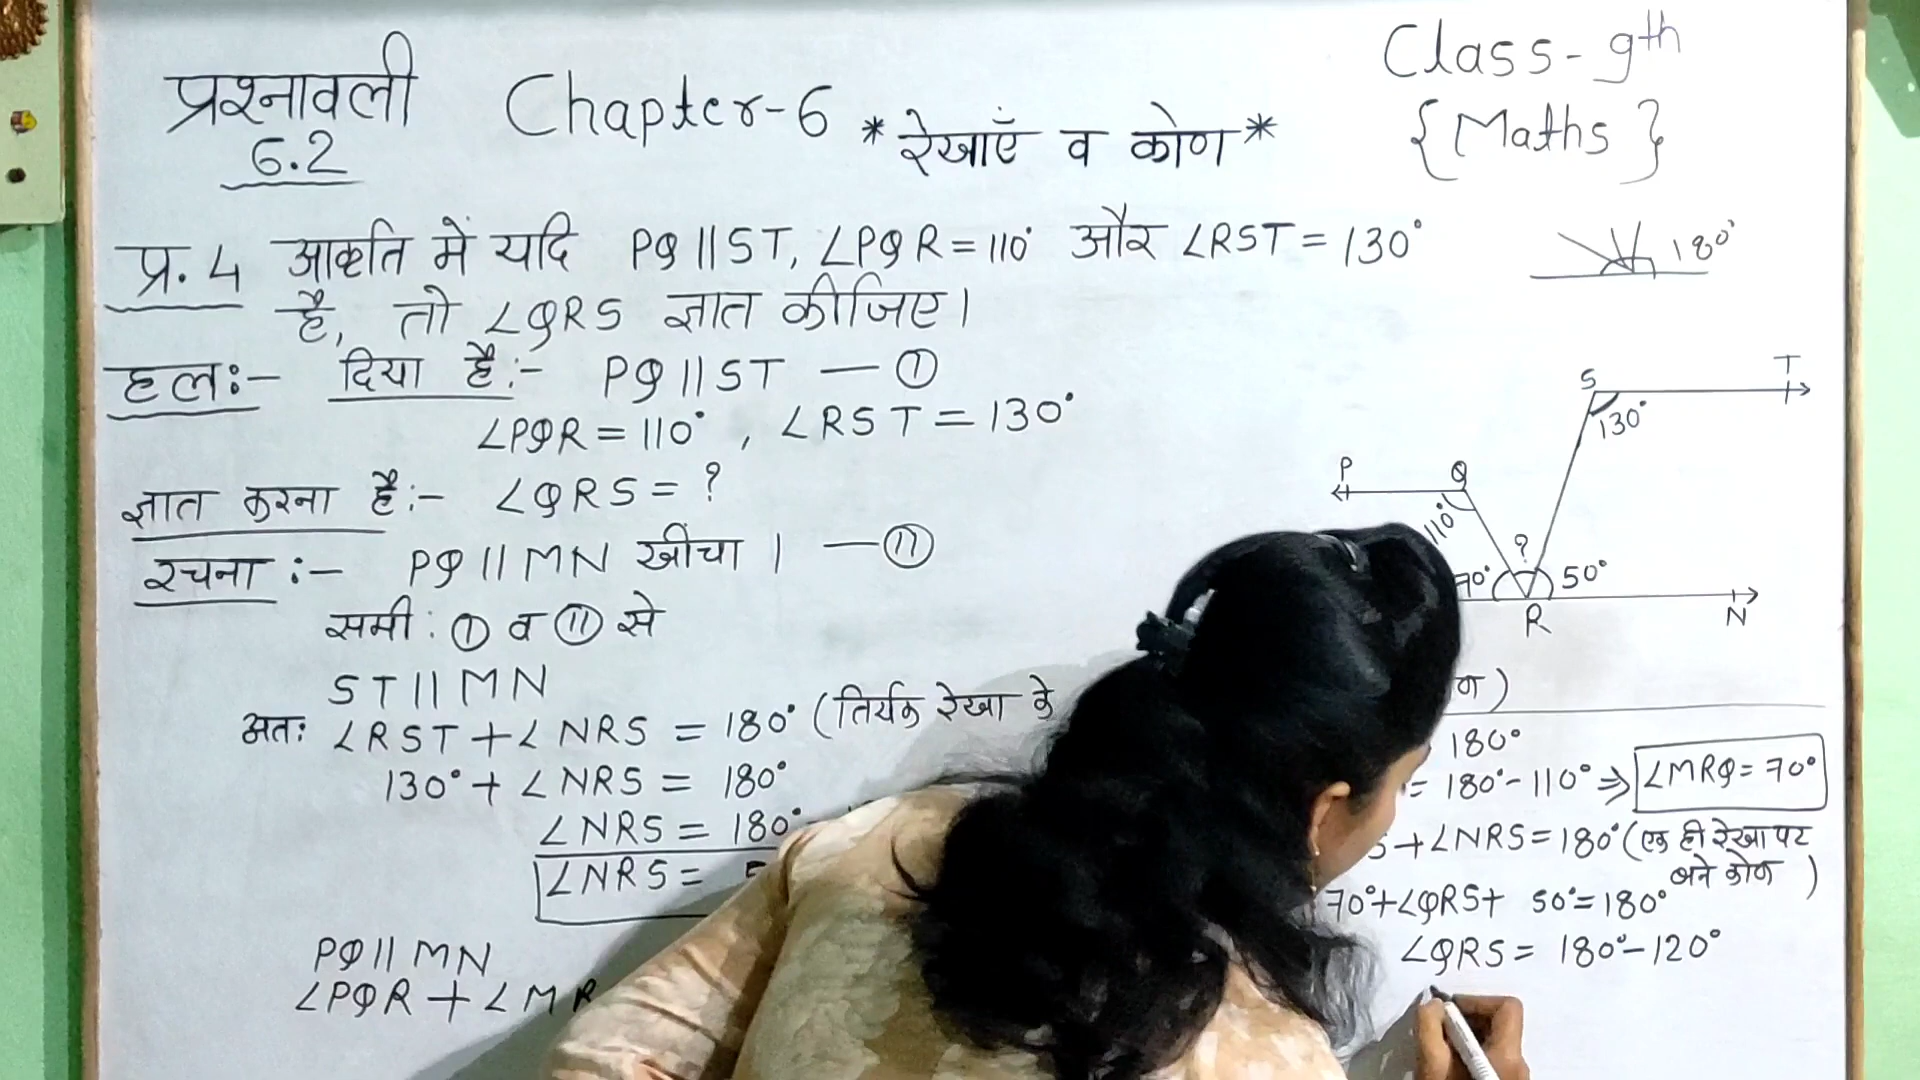 प्रश्नावली
6.2
Chapter-6
* रेखाएँ व कोण *
Class-9th
{Maths}
प्र. 4 आकृति में यदि PQ||ST, ∠PQR=110° और ∠RST=130°
है, तो ∠QRS ज्ञात कीजिए।
180°
हल:- दिया है:- PQ||ST — ①
∠PQR=110°, ∠RST=130°
ज्ञात करना है:- ∠QRS = ?
रचना :- PQ||MN खींचा। — ⑪
समी: ① व ⑪ से
ST||MN
अतः ∠RST+∠NRS = 180° (तिर्यक रेखा के
130°+∠NRS = 180°
∠NRS = 180°
∠NRS =
PQ||MN
∠PQR+∠MR
S
T
130°
P
Q
110°
?
70°
50°
R
N
ण)
180°
= 180°-110° ⇒ ∠MRQ=70°
+∠NRS=180° (एक ही रेखा पर
बने कोण)
70°+∠QRS+ 50°=180°
∠QRS = 180°-120°